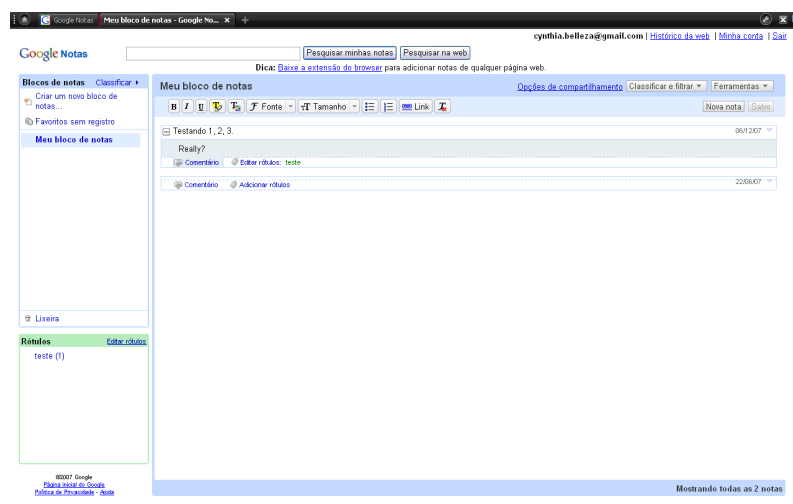 Google Notas
Meu bloco de notas - Google No...
cynthia.belleza@gmail.com | Histórico da web | Minha conta | Sair
Google Notas
Pesquisar minhas notas
Pesquisar na web
Dica: Baixe a extensão do browser para adicionar notas de qualquer página web.
Blocos de notas Classificar
Criar um novo bloco de
notas...
Favoritos sem registro
Meu bloco de notas
Lixeira
Rótulos Editar rótulos
teste (1)
©2007 Google
Página inicial do Google
Política de Privacidade - Ajuda
Meu bloco de notas
Opções de compartilhamento Classificar e filtrar Ferramentas
B I U T T F Fonte T Tamanho Link T
Nova nota Salvo
Testando 1, 2, 3. 06/12/07
Really?
Comentário Editar rótulos: teste
Comentário Adicionar rótulos 22/06/07
Mostrando todas as 2 notas